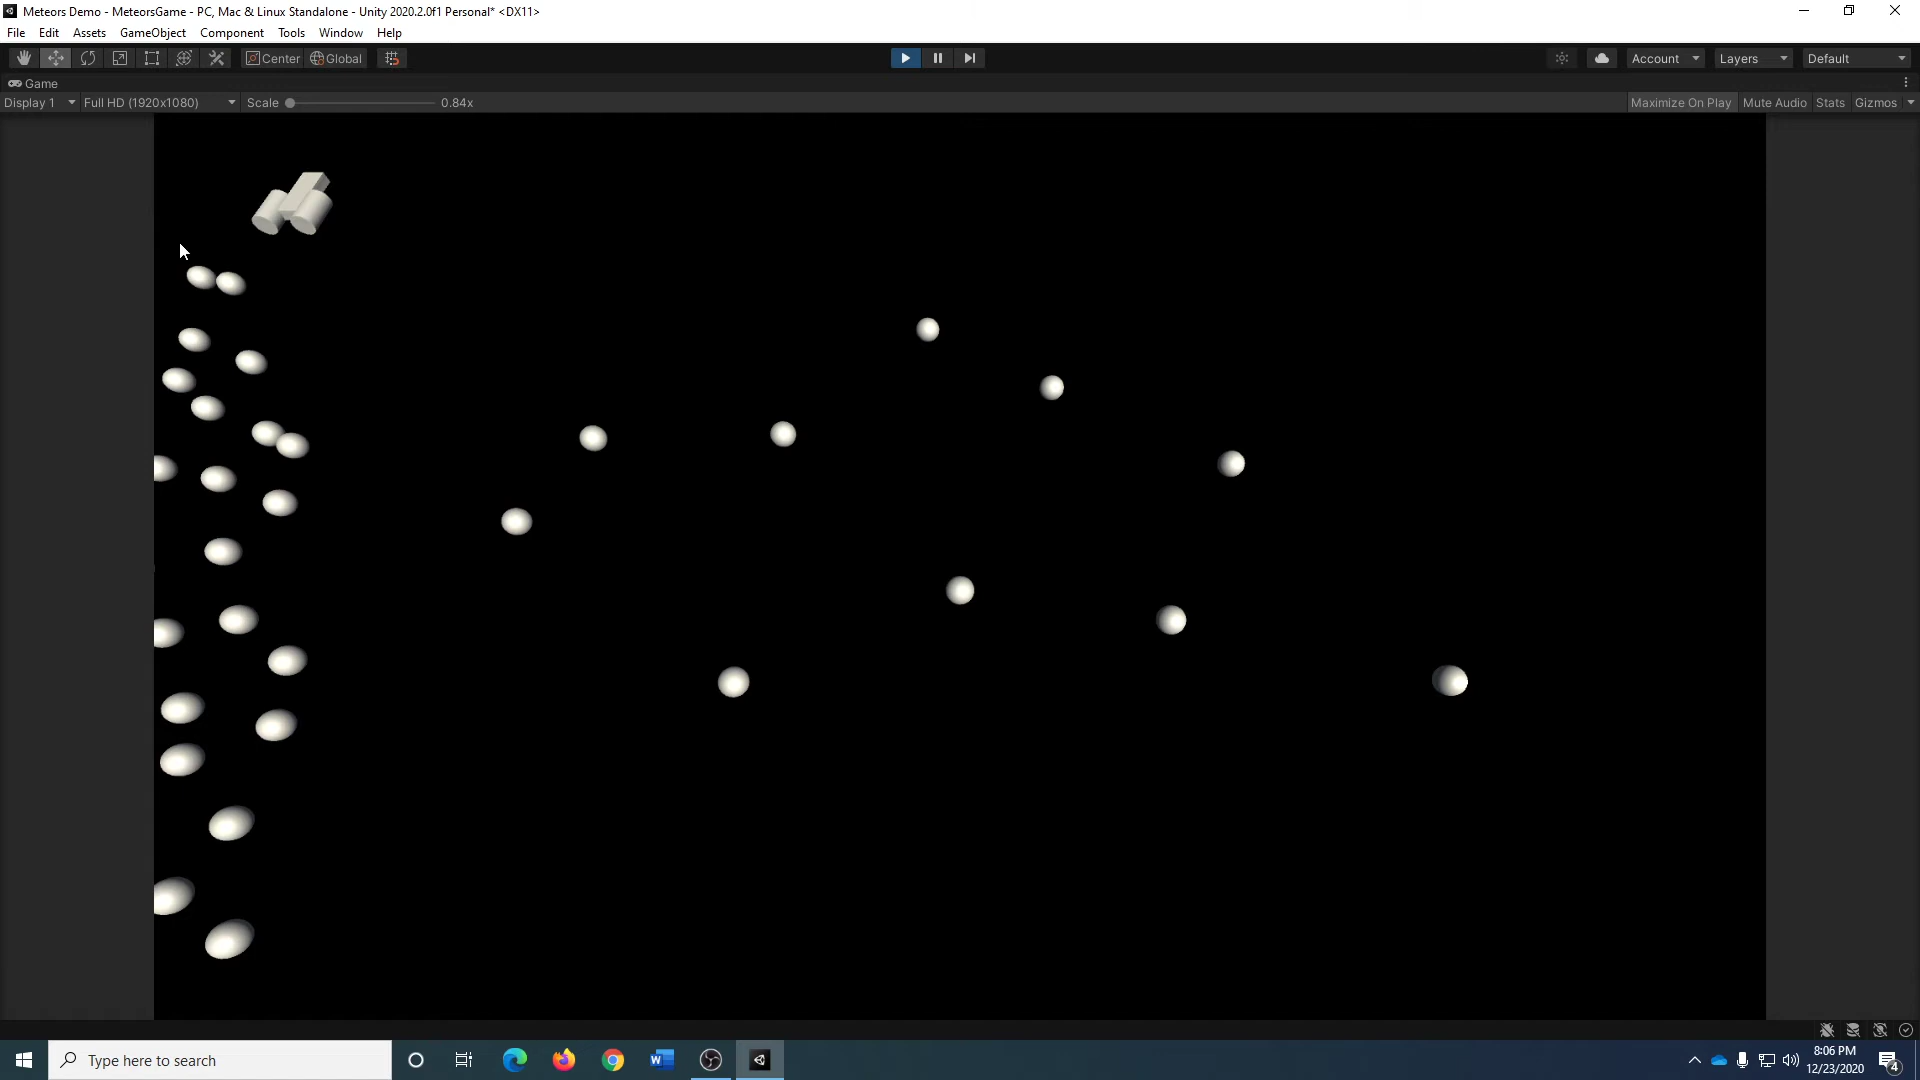 Meteors Demo - MeteorsGame - PC, Mac & Linux Standalone - Unity 2020.2.0f1 Personal* <DX11>
File Edit Assets GameObject Component Tools Window Help
Center Global Account Layers Default
Game
Display 1 Full HD (1920x1080) Scale 0.84x Maximize On Play Mute Audio Stats Gizmos
Type here to search
8:06 PM
12/23/2020
4